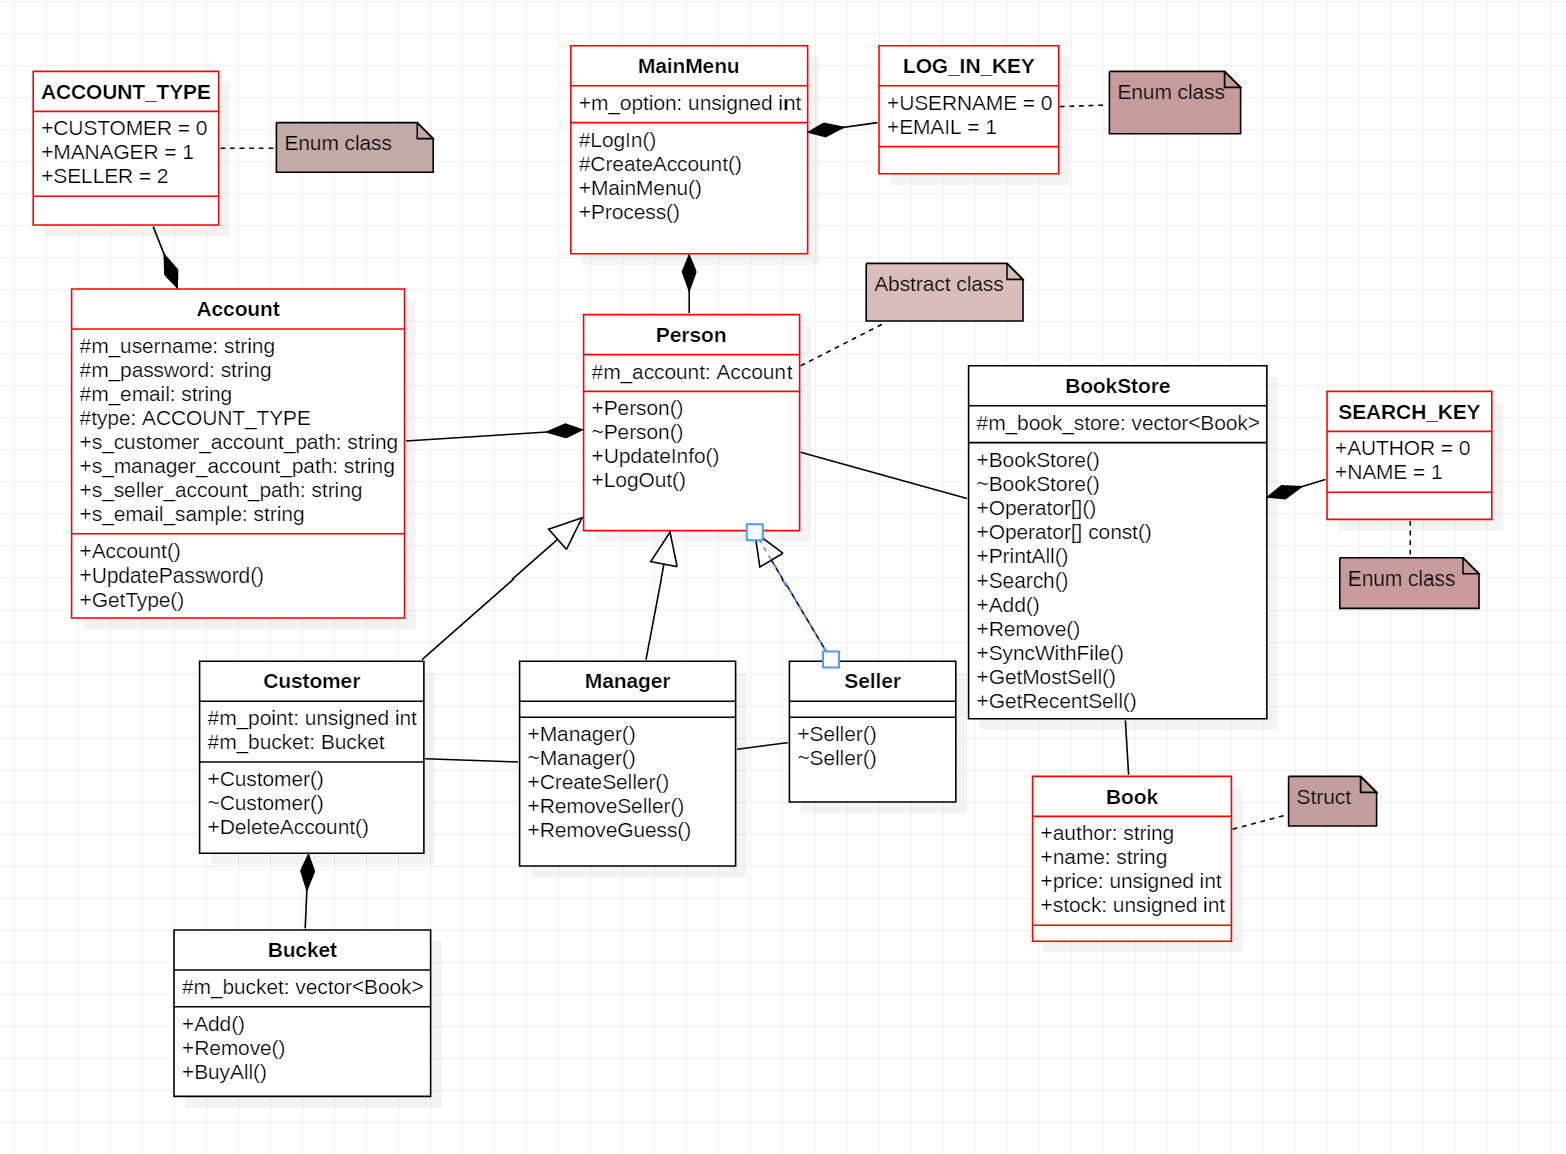 ACCOUNT_TYPE
+CUSTOMER = 0
+MANAGER = 1
+SELLER = 2
Enum class
MainMenu
+m_option: unsigned int
#LogIn()
#CreateAccount()
+MainMenu()
+Process()
LOG_IN_KEY
+USERNAME = 0
+EMAIL = 1
Enum class
Account
#m_username: string
#m_password: string
#m_email: string
#type: ACCOUNT_TYPE
+s_customer_account_path: string
+s_manager_account_path: string
+s_seller_account_path: string
+s_email_sample: string
+Account()
+UpdatePassword()
+GetType()
Person
#m_account: Account
+Person()
~Person()
+UpdateInfo()
+LogOut()
Abstract class
BookStore
#m_book_store: vector<Book>
+BookStore()
~BookStore()
+Operator[]()
+Operator[] const()
+PrintAll()
+Search()
+Add()
+Remove()
+SyncWithFile()
+GetMostSell()
+GetRecentSell()
SEARCH_KEY
+AUTHOR = 0
+NAME = 1
Enum class
Customer
#m_point: unsigned int
#m_bucket: Bucket
+Customer()
~Customer()
+DeleteAccount()
Manager
+Manager()
~Manager()
+CreateSeller()
+RemoveSeller()
+RemoveGuess()
Seller
+Seller()
~Seller()
Book
+author: string
+name: string
+price: unsigned int
+stock: unsigned int
Struct
Bucket
#m_bucket: vector<Book>
+Add()
+Remove()
+BuyAll()